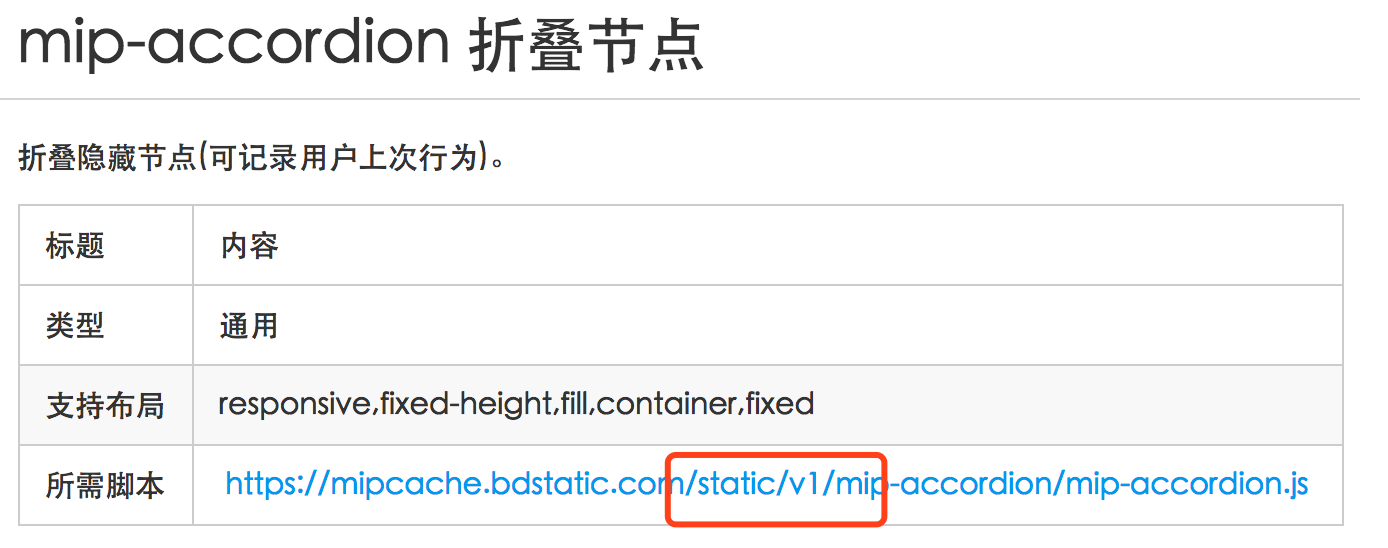 mip-accordion 折叠节点
折叠隐藏节点(可记录用户上次行为)。
标题 内容
类型 通用
支持布局 responsive,fixed-height,fill,container,fixed
所需脚本 https://mipcache.bdstatic.com/static/v1/mip-accordion/mip-accordion.js